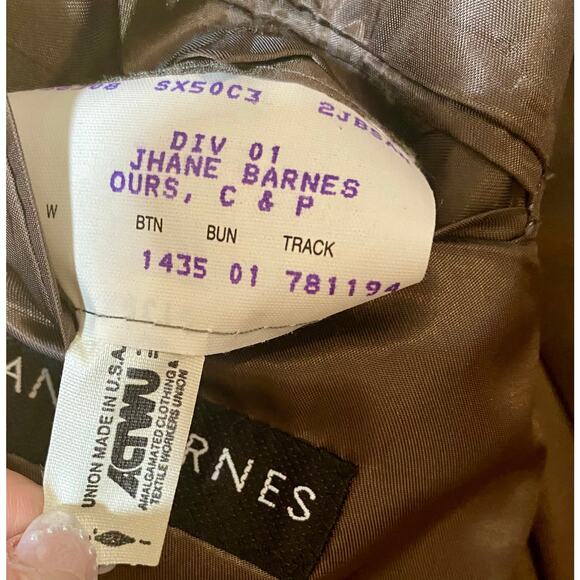 SX50C3
DIV 01
JHANE BARNES
OURS, C & P
W BTN BUN TRACK
1435 01 781194
UNION MADE IN U.S.A.
ACTWU
AMALGAMATED CLOTHING &
TEXTILE WORKERS UNION